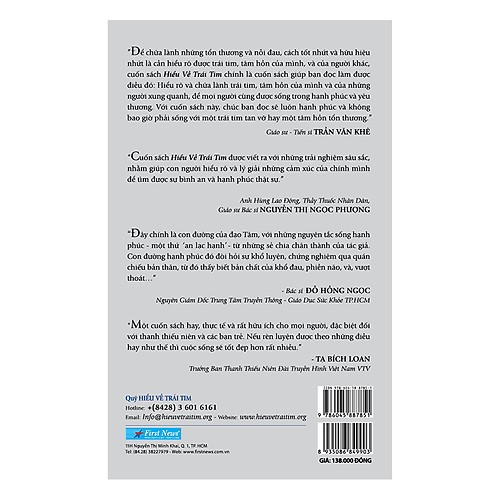 "Để chữa lành những tổn thương và nỗi đau, cách tốt nhứt và hữu hiệu
nhứt là cần hiểu rõ được trái tim, tâm hồn của mình, và của người khác,
cuốn sách Hiểu Về Trái Tim chính là cuốn sách giúp bạn đọc làm được
điều đó: Hiểu rõ và chữa lành trái tim, tâm hồn của mình và của những
người xung quanh, để mọi người cùng được sống trong hạnh phúc và yêu
thương. Với cuốn sách này, chúc bạn đọc sẽ luôn hạnh phúc và không
bao giờ phải sống với một trái tim tan vỡ hay một tâm hồn tổn thương."
Giáo sư - Tiến sĩ TRẦN VĂN KHÊ
"Cuốn sách Hiểu Về Trái Tim được viết ra với những trải nghiệm sâu sắc,
nhằm giúp con người hiểu rõ và lý giải những cảm xúc của chính mình
để tìm được sự bình an và hạnh phúc thật sự."
Anh Hùng Lao Động, Thầy Thuốc Nhân Dân,
Giáo sư Bác sĩ NGUYỄN THỊ NGỌC PHƯỢNG
"Đây chính là con đường của đạo Tâm, với những nguyên tắc sống hạnh
phúc - một thứ 'an lạc hạnh' - từ những sẻ chia chân thành của tác giả.
Con đường hạnh phúc đó đòi hỏi sự khổ luyện, chứng nghiệm qua quán
chiếu bản thân, từ đó thấy biết bản chất của khổ đau, phiền não, và, vượt
thoát..."
- Bác sĩ ĐỖ HỒNG NGỌC
Nguyên Giám Đốc Trung Tâm Truyền Thông - Giáo Dục Sức Khỏe TP.HCM
"Một cuốn sách hay, thực tế và rất hữu ích cho mọi người, đặc biệt đối
với thanh thiếu niên và các bạn trẻ. Nếu rèn luyện được theo những điều
hay như thế thì cuộc sống sẽ tốt đẹp hơn rất nhiều."
- TẠ BÍCH LOAN
Trưởng Ban Thanh Thiếu Niên Đài Truyền Hình Việt Nam VTV
Quỹ HIỂU VỀ TRÁI TIM
Hotline: +(8428) 3 601 6161
Email: Info@hieuvetraitim.org - Website: www.hieuvetraitim.org
First News
11H Nguyễn Thị Minh Khai, Q. 1, TP. HCM
Tel: (84.28) 38227979 - Web: www.firstnews.com.vn
9 786045 887851
8 935086 849903
GIÁ: 138.000 ĐỒNG